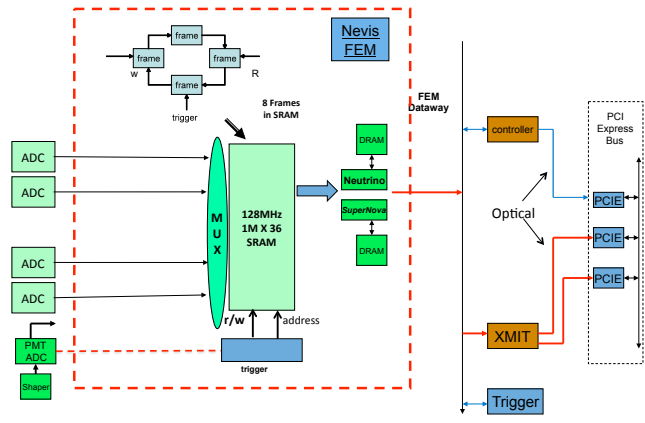 Nevis
FEM
frame
frame
frame
frame
w
R
trigger
8 Frames
in SRAM
FEM
Dataway
PCI
Express
Bus
controller
DRAM
Neutrino
SuperNova
DRAM
ADC
ADC
ADC
ADC
M
U
X
128MHz
1M X 36
SRAM
Optical
PCIE
PCIE
PCIE
r/w
address
trigger
PMT
ADC
Shaper
XMIT
Trigger